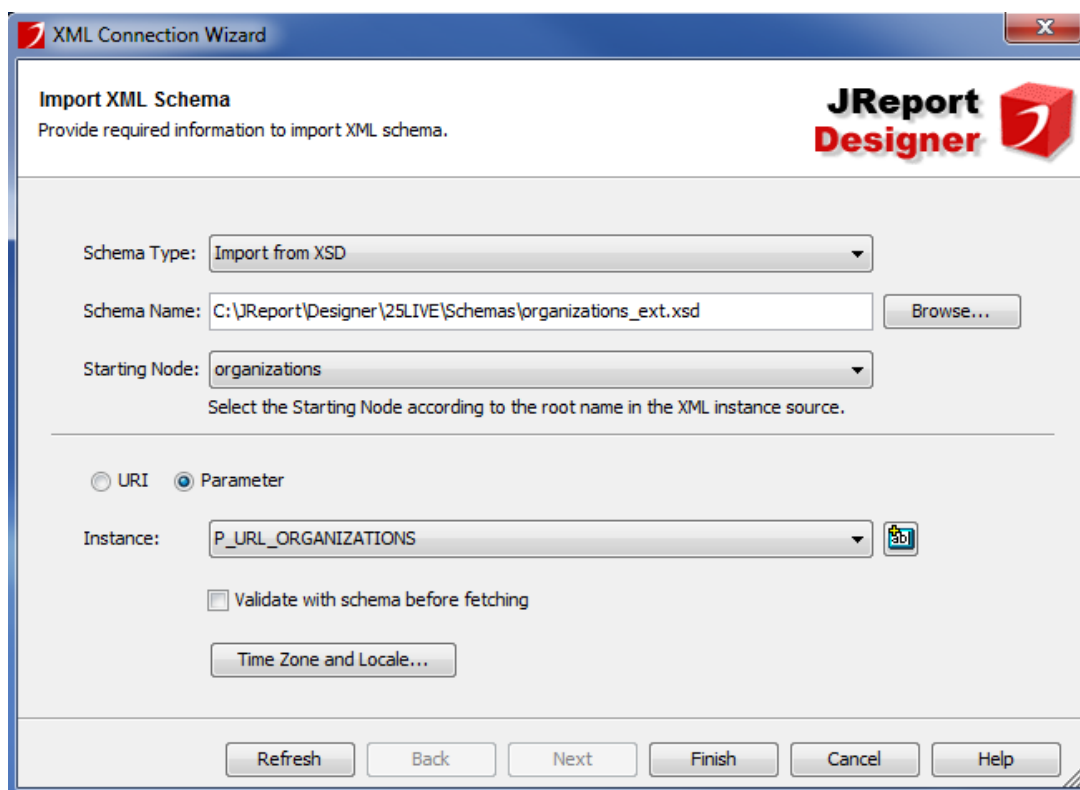 XML Connection Wizard
X
Import XML Schema
Provide required information to import XML schema.
JReport
Designer
Schema Type: Import from XSD
Schema Name: C:\JReport\Designer\25LIVE\Schemas\organizations_ext.xsd Browse...
Starting Node: organizations
Select the Starting Node according to the root name in the XML instance source.
URI Parameter
Instance: P_URL_ORGANIZATIONS ab|
Validate with schema before fetching
Time Zone and Locale...
Refresh Back Next Finish Cancel Help